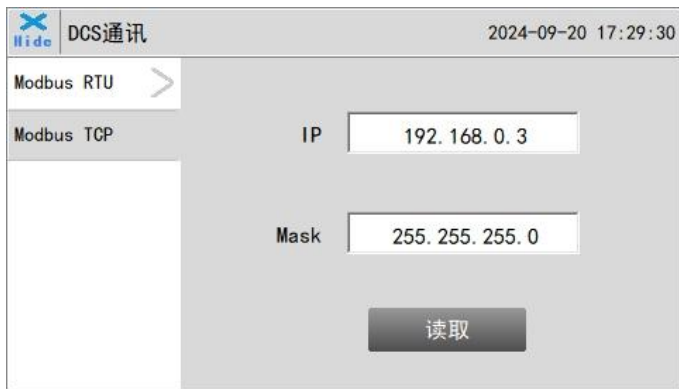 Hide
DCS通讯
2024-09-20 17:29:30
Modbus RTU
Modbus TCP
IP
192.168.0.3
Mask
255.255.255.0
读取